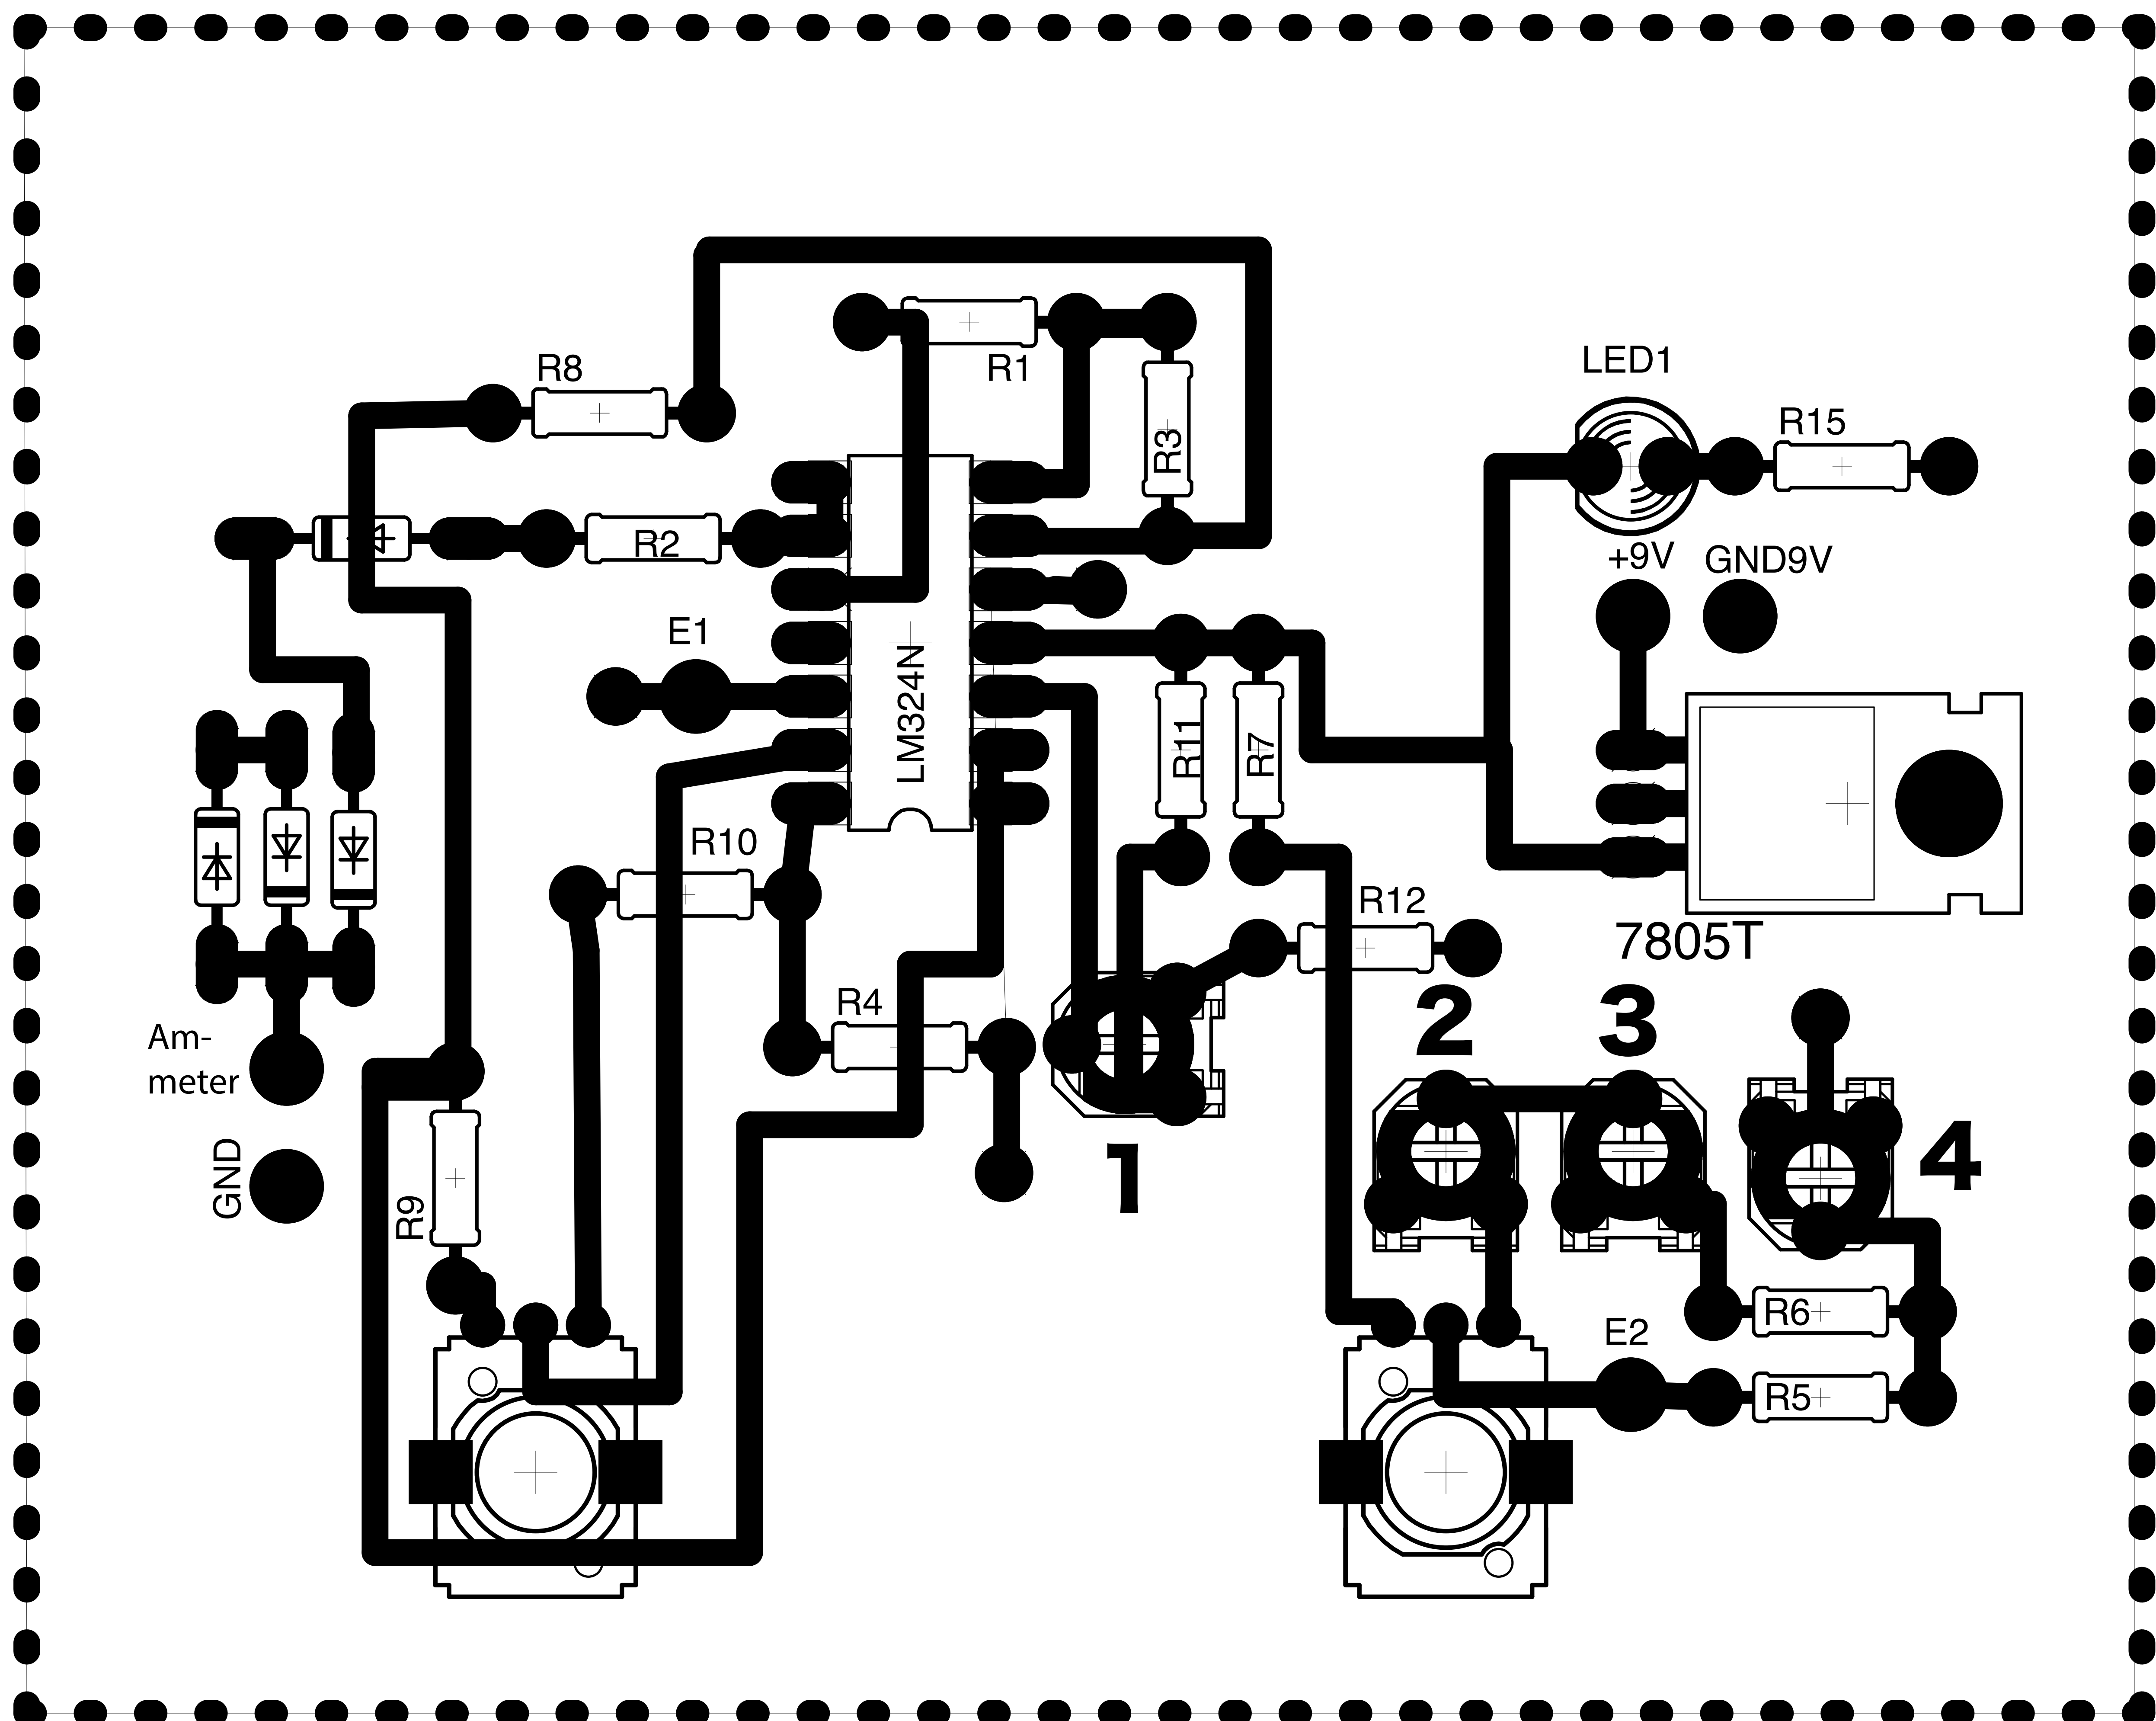 LED1
R8
R1
R15
R3
R2
+9V
GND9V
E1
LM324N
R11
R7
R10
R12
7805T
R4
2
3
Am-
meter
1
4
GND
R9
R6
E2
R5